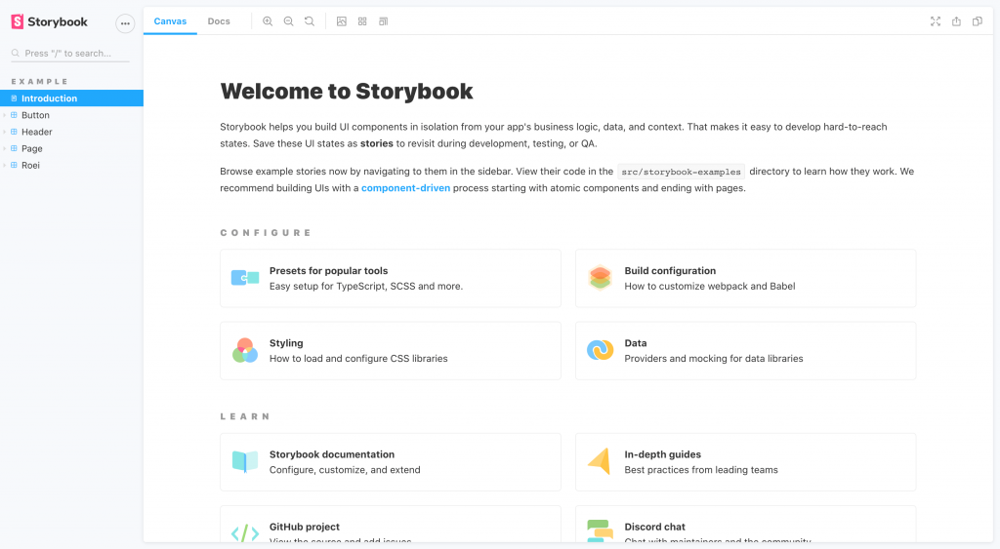 Storybook
Press "/" to search...
EXAMPLE
Introduction
Button
Header
Page
Roei
Canvas
Docs
Welcome to Storybook
Storybook helps you build UI components in isolation from your app's business logic, data, and context. That makes it easy to develop hard-to-reach
states. Save these UI states as stories to revisit during development, testing, or QA.
Browse example stories now by navigating to them in the sidebar. View their code in the src/storybook-examples directory to learn how they work. We
recommend building UIs with a component-driven process starting with atomic components and ending with pages.
CONFIGURE
Presets for popular tools
Easy setup for TypeScript, SCSS and more.
Build configuration
How to customize webpack and Babel
Styling
How to load and configure CSS libraries
Data
Providers and mocking for data libraries
LEARN
Storybook documentation
Configure, customize, and extend
In-depth guides
Best practices from leading teams
GitHub project
View the source and add issues
Discord chat
Chat with maintainers and the community